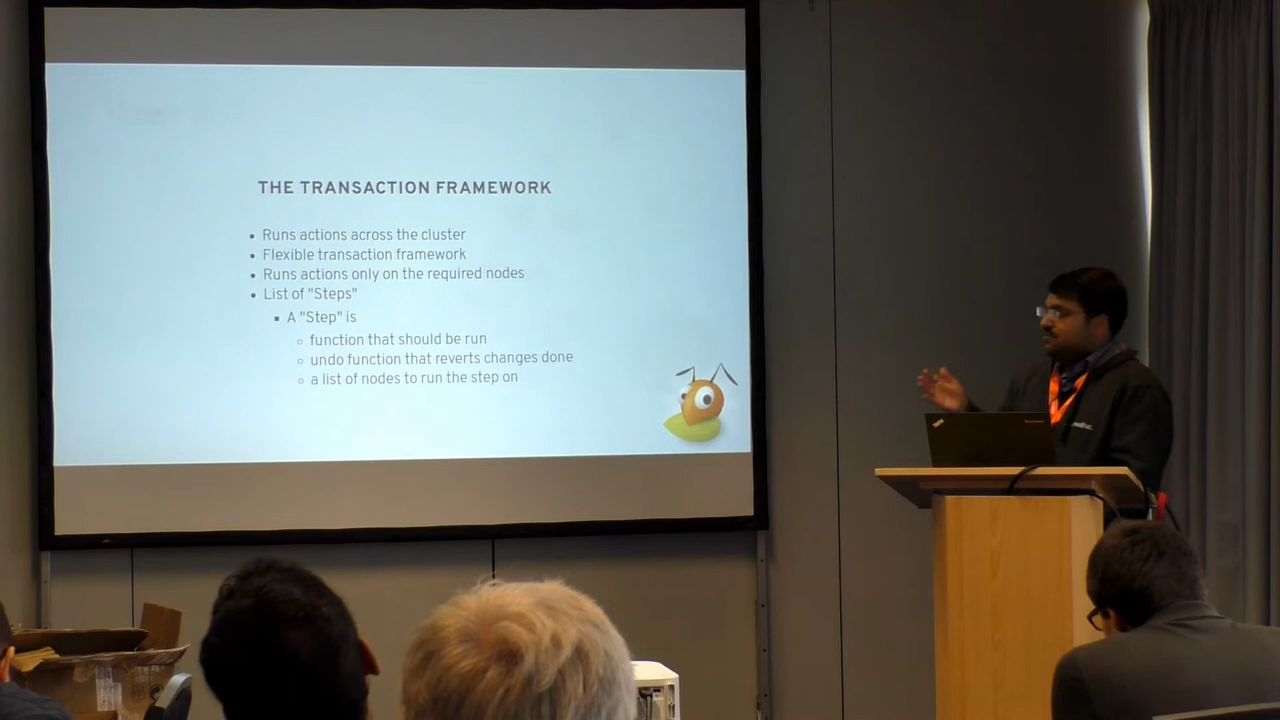 THE TRANSACTION FRAMEWORK
• Runs actions across the cluster
• Flexible transaction framework
• Runs actions only on the required nodes
• List of "Steps"
▪ A "Step" is
○ function that should be run
○ undo function that reverts changes done
○ a list of nodes to run the step on